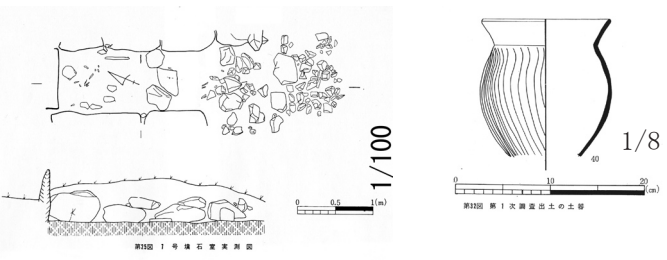 1/100
0 0.5 1(m)
第25図 1号墳石室実測図
40
1/8
0 10 20(cm)
第32図 第1次調査出土の土器